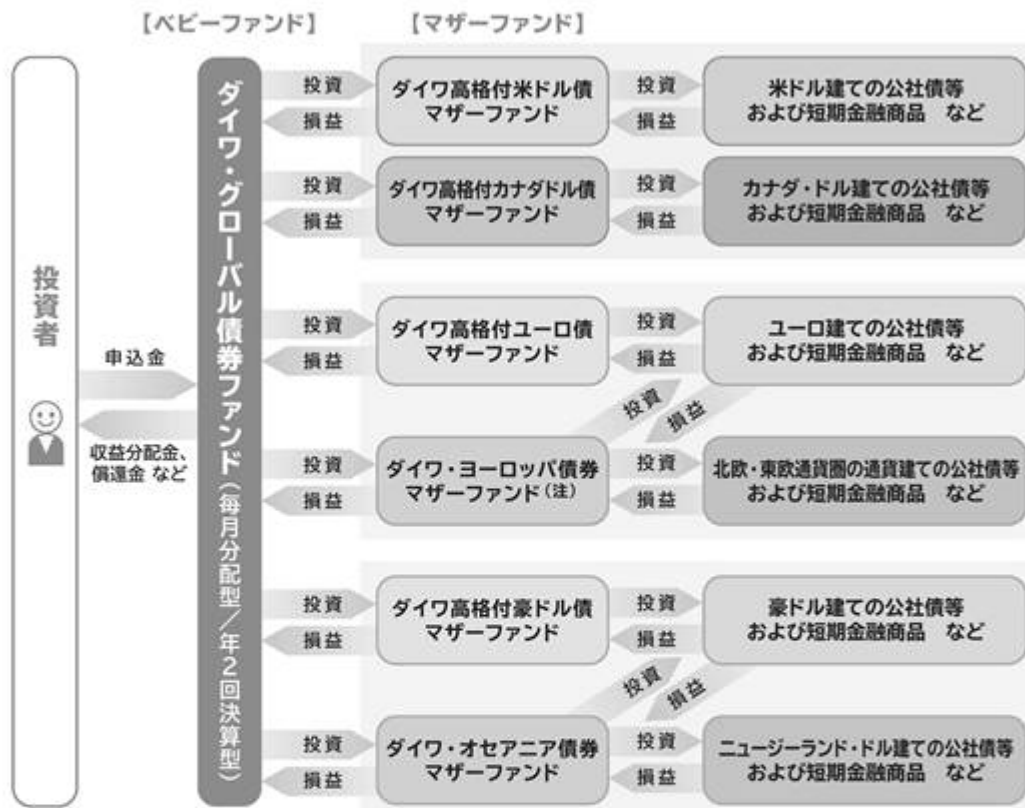 【ベビーファンド】
【マザーファンド】
投資者
申込金
収益分配金、
償還金 など
ダイワ・グローバル債券ファンド(毎月分配型/年2回決算型)
投資
損益
ダイワ高格付米ドル債
マザーファンド
投資
損益
米ドル建ての公社債等
および短期金融商品 など
投資
損益
ダイワ高格付カナダドル債
マザーファンド
投資
損益
カナダ・ドル建ての公社債等
および短期金融商品 など
投資
損益
ダイワ高格付ユーロ債
マザーファンド
投資
損益
ユーロ建ての公社債等
および短期金融商品 など
投資
損益
投資
損益
ダイワ・ヨーロッパ債券
マザーファンド(注)
投資
損益
北欧・東欧通貨圏の通貨建ての公社債等
および短期金融商品 など
投資
損益
ダイワ高格付豪ドル債
マザーファンド
投資
損益
豪ドル建ての公社債等
および短期金融商品 など
投資
損益
投資
損益
ダイワ・オセアニア債券
マザーファンド
投資
損益
ニュージーランド・ドル建ての公社債等
および短期金融商品 など